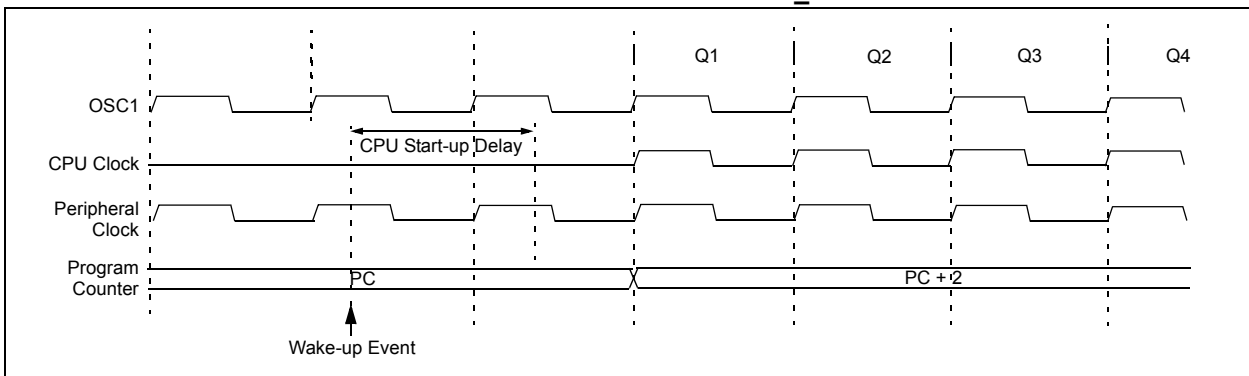 Q1 Q2 Q3 Q4
OSC1
CPU Start-up Delay
CPU Clock
Peripheral
Clock
Program
Counter
PC PC + 2
Wake-up Event